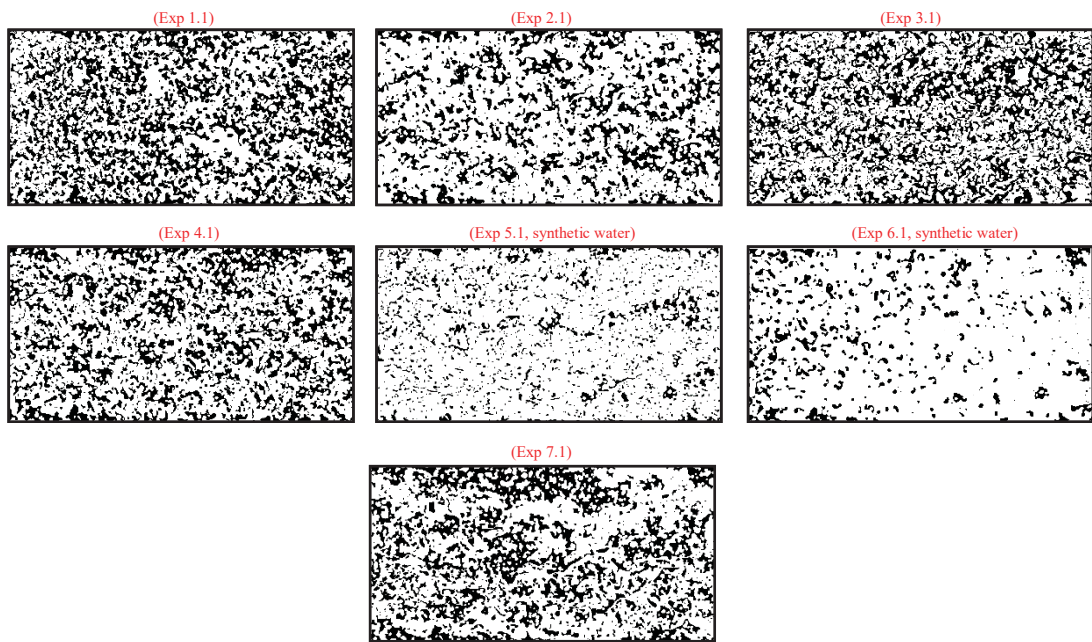 (Exp 1.1)
(Exp 2.1)
(Exp 3.1)
(Exp 4.1)
(Exp 5.1, synthetic water)
(Exp 6.1, synthetic water)
(Exp 7.1)